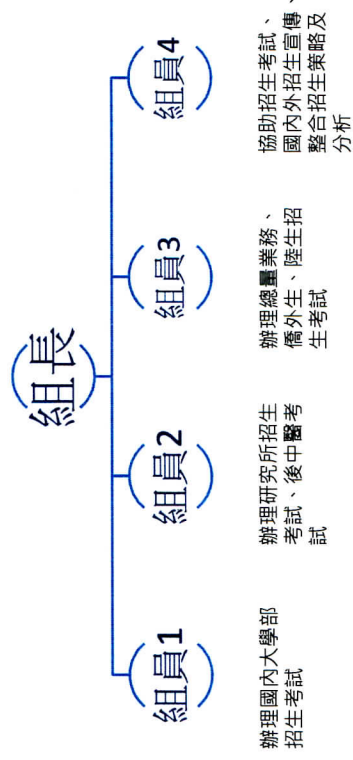 組長
組員1
辦理國內大學部
招生考試
組員2
辦理研究所招生
考試、後中醫考
試
組員3
辦理總量業務、
僑外生、陸生招
生考試
組員4
協助招生考試、
國內外招生宣傳、
整合招生策略及
分析